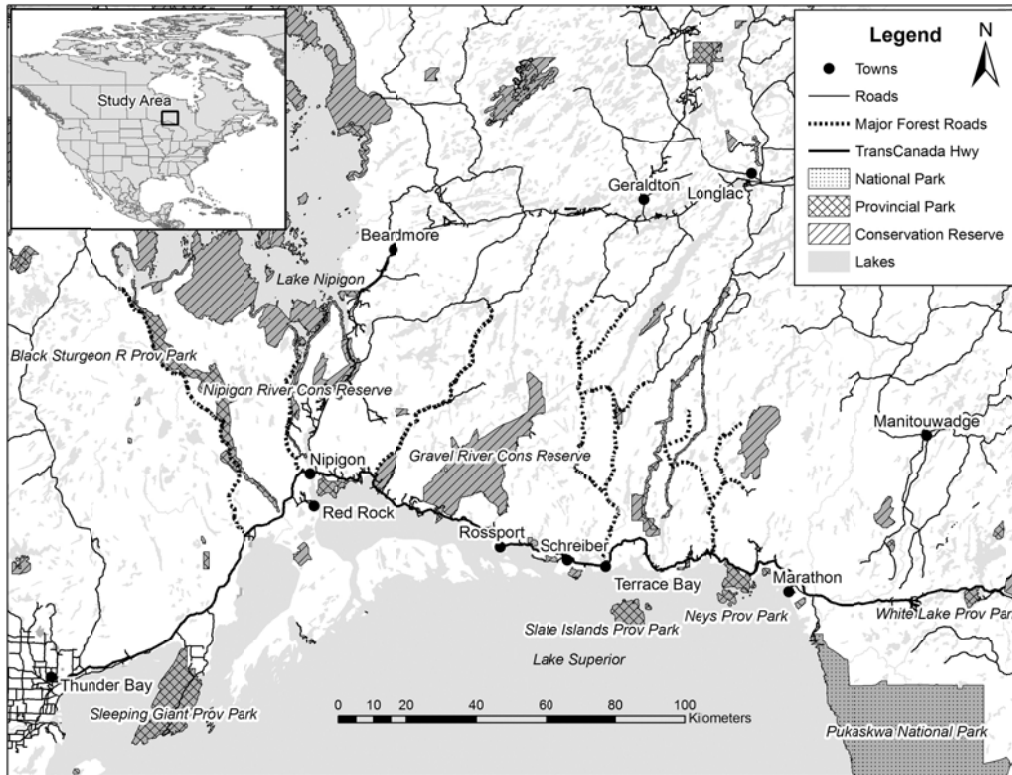 Study Area
Legend
N
Towns
Roads
Major Forest Roads
TransCanada Hwy
National Park
Provincial Park
Conservation Reserve
Lakes
Geraldton
Longlac
Beardmore
Lake Nipigon
Black Sturgeon R Prov Park
Nipigon River Cons Reserve
Manitouwadge
Gravel River Cons Reserve
Nipigon
Red Rock
Rossport
Schreiber
Terrace Bay
Marathon
Neys Prov Park
White Lake Prov Park
Slate Islands Prov Park
Lake Superior
Thunder Bay
Sleeping Giant Prov Park
0 10 20 40 60 80 100
Kiometers
Pukaskwa National Park